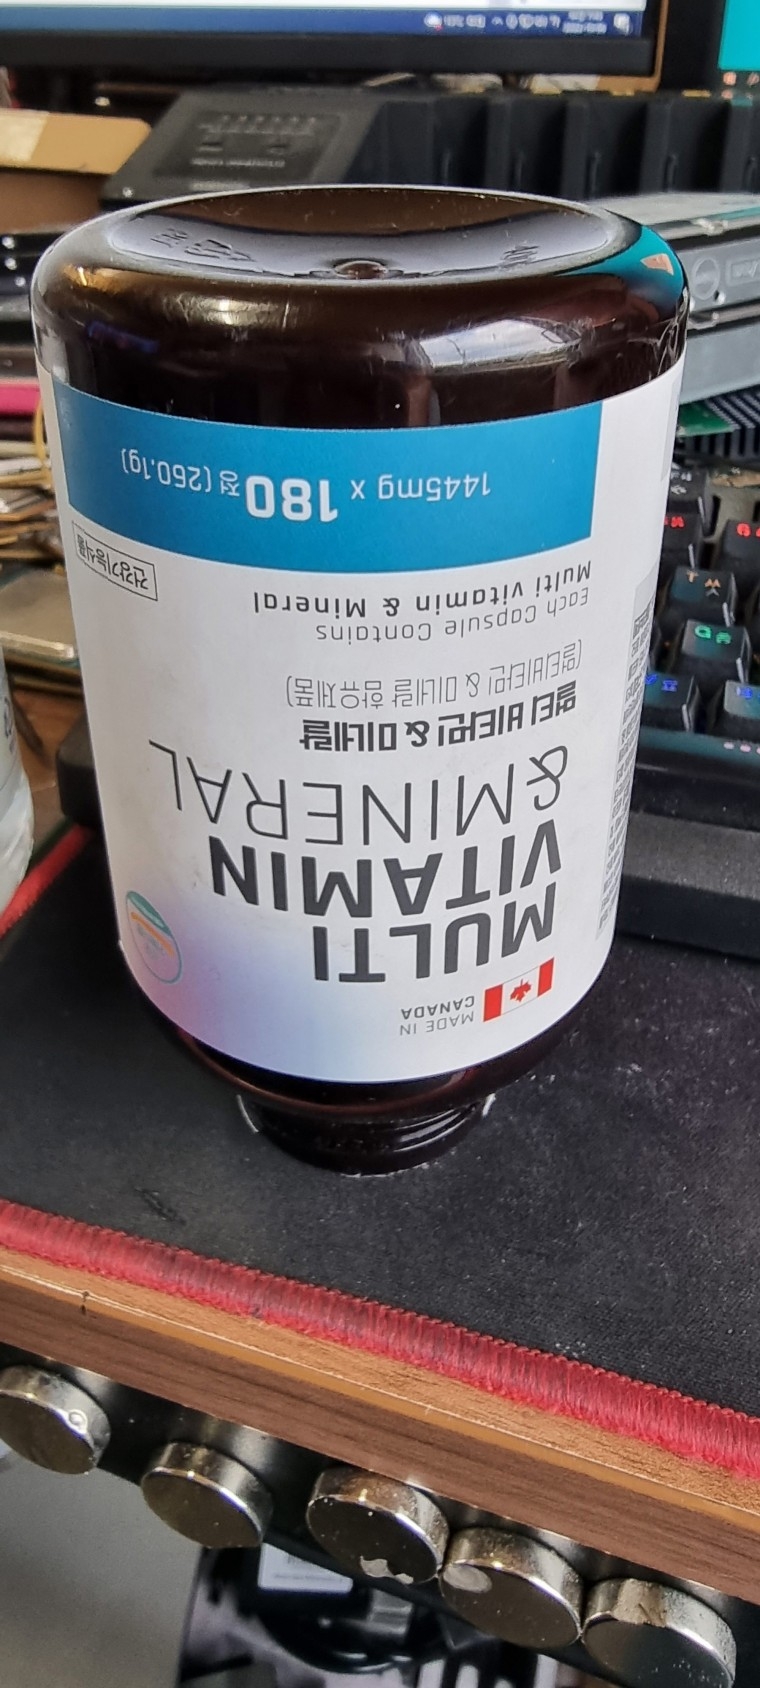 MADE IN
CANADA
MULTI
VITAMIN
&MINERAL
멀티 비타민 & 미네랄
(멀티비타민 & 미네랄 함유제품)
Each Capsule Contains
Multi vitamin & Mineral
건강기능식품
1445mg x 180정 (260.1g)